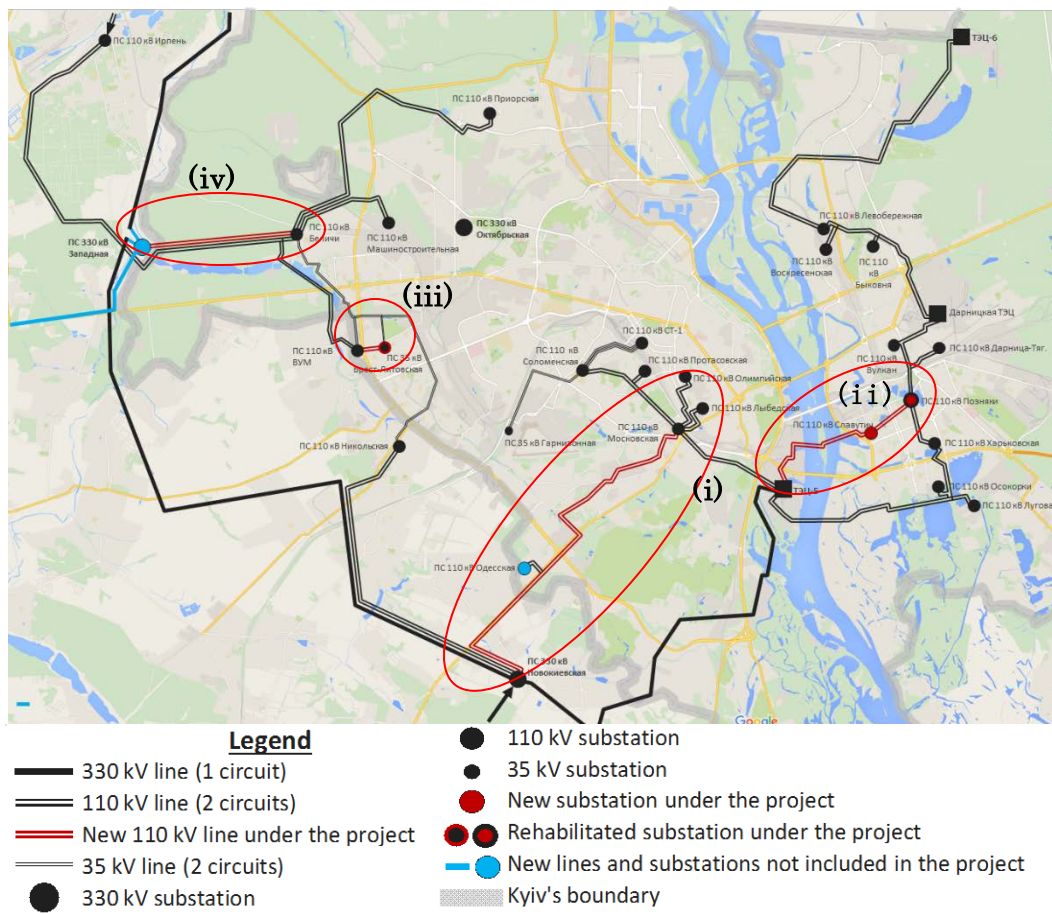 ПС 110 кВ Ирпень
ТЭЦ-6
ПС 110 кВ Приорская
(iv)
ПС 110 кВ
Беличи
ПС 110 кВ
Машиностроительная
ПС 330 кВ
Октябрьская
ПС 330 кВ
Западная
ПС 110 кВ Левобережная
ПС 110 кВ
Воскресенская
ПС 110
кВ
Быковня
(iii)
Дарницкая ТЭЦ
ПС 110 кВ СТ-1
ПС 110 кВ
ВУМ
ПС 35 кВ
Брест-Литовская
ПС 110 кВ
Соломенская
ПС 110 кВ Протасовская
ПС 110 кВ
Вулкан
ПС 110 кВ Дарница-Тяг.
ПС 110 кВ Олимпийская
(ii)
ПС 110 кВ Позняки
ПС 110 кВ Лыбедская
ПС 110 кВ Славутич
ПС 110 кВ
Московская
ПС 110 кВ Никольская
ПС 35 кВ Гарнизонная
ПС 110 кВ Харьковская
(i)
ТЭЦ-5
ПС 110 кВ Осокорки
ПС 110 кВ Лугова
ПС 110 кВ Одесская
ПС 330 кВ
Новокиевская
Google
Legend
330 kV line (1 circuit)
110 kV line (2 circuits)
New 110 kV line under the project
35 kV line (2 circuits)
330 kV substation
110 kV substation
35 kV substation
New substation under the project
Rehabilitated substation under the project
New lines and substations not included in the project
Kyiv's boundary